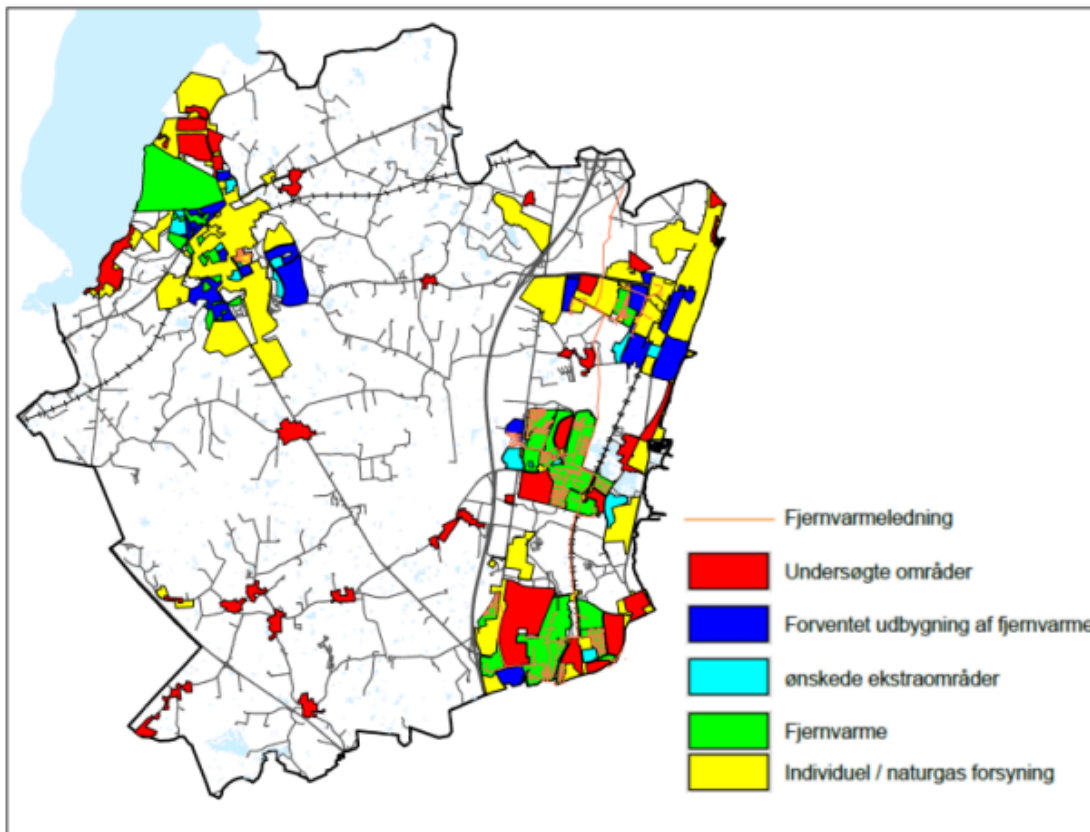 Fjernvarmeledning
Undersøgte områder
Forventet udbygning af fjernvarme
ønskede ekstraområder
Fjernvarme
Individuel / naturgas forsyning